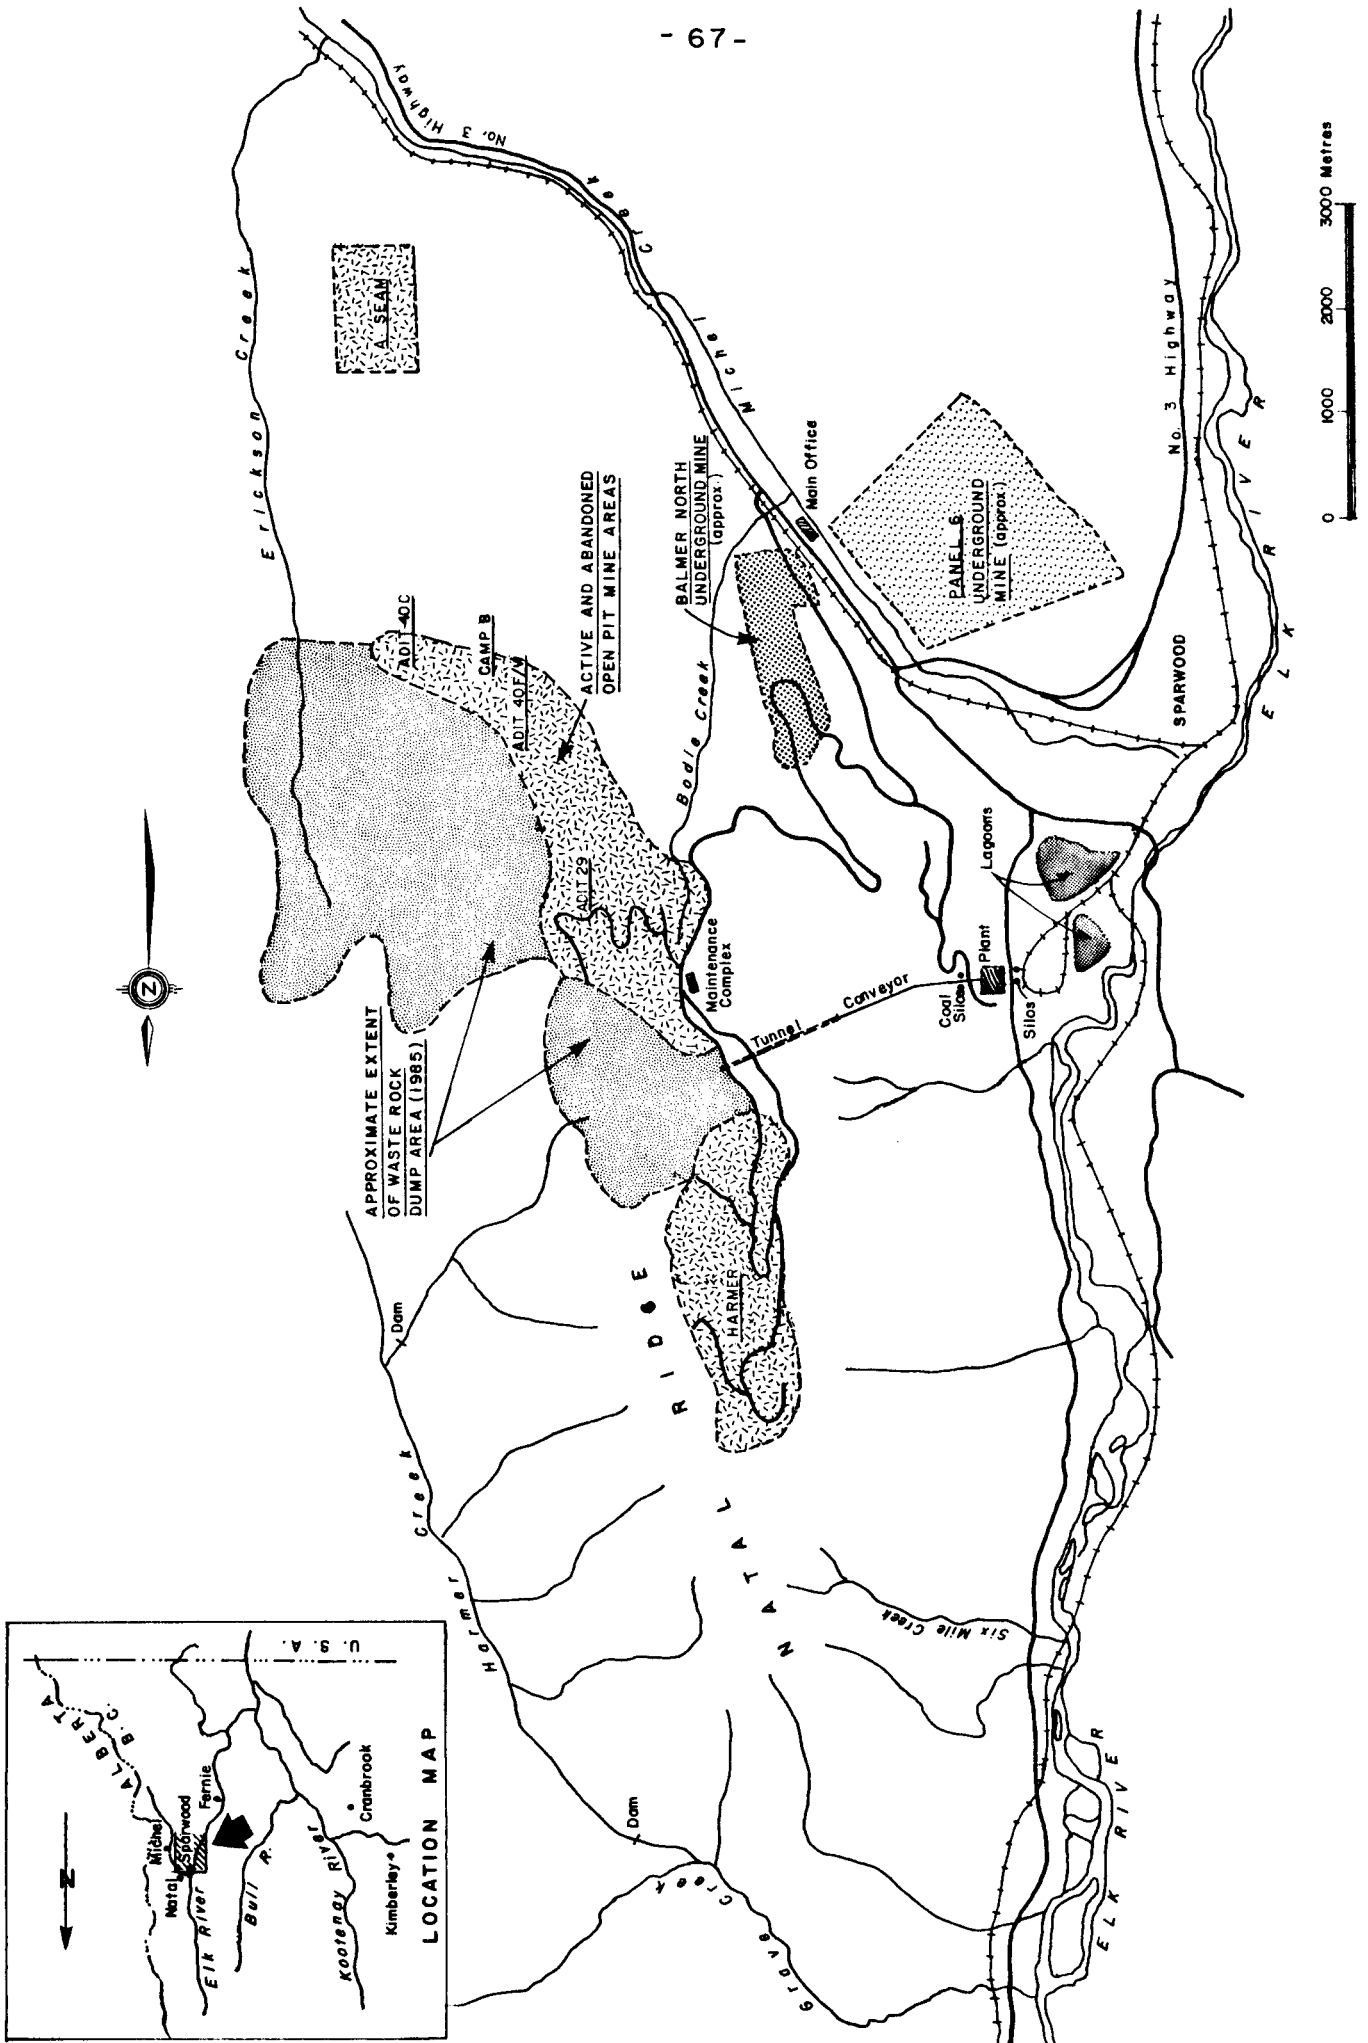 - 67 -
No. 3 Highway
Michel Creek
Erickson Creek
A SEAM
ADIT 40C
CAMP 8
ACTIVE AND ABANDONED
OPEN PIT MINE AREAS
ADIT 29
Bodie Creek
BALMER NORTH
UNDERGROUND MINE
(approx.)
Main Office
PANEL 6
UNDERGROUND
MINE (approx.)
No. 3 Highway
ELK RIVER
SPARWOOD
Lagoons
Plant
Coal
Silos
Silos
Conveyor
Tunnel
Maintenance
Complex
N
APPROXIMATE EXTENT
OF WASTE ROCK
DUMP AREA (1985)
HARMER
NATAL RIDGE
Dam
Harmer Creek
Six Mile Creek
Dam
Grave Creek
ELK RIVER
0 1000 2000 3000 Metres
N
ALBERTA
B.C.
U. S. A.
Michel
Natal
Sparwood
Fernie
Elk River
Bull R.
Kootenay River
Cranbrook
Kimberley
LOCATION MAP